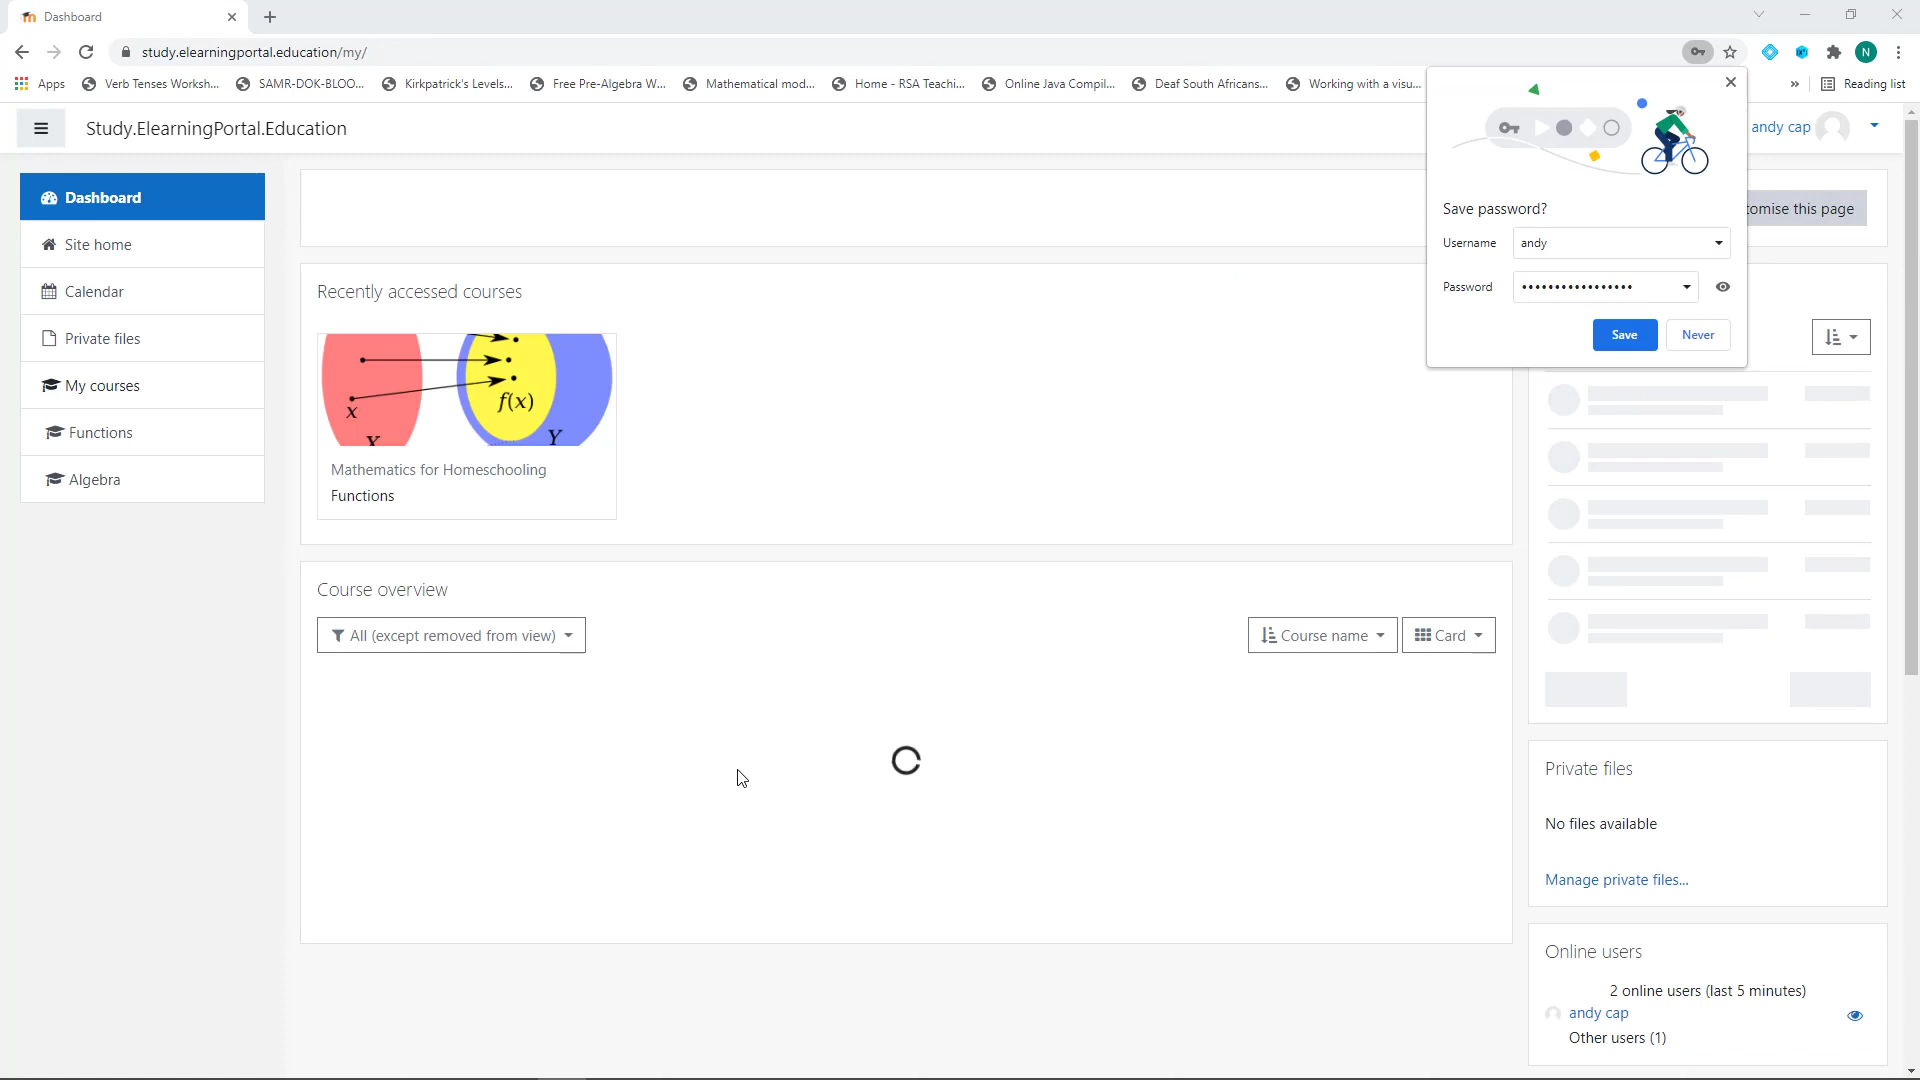 Dashboard
study.elearningportal.education/my/
N
Apps
Verb Tenses Worksh...
SAMR-DOK-BLOO...
Kirkpatrick's Levels...
Free Pre-Algebra W...
Mathematical mod...
Home - RSA Teachi...
Online Java Compil...
Deaf South Africans...
Working with a visu...
»
Reading list
Study.ElearningPortal.Education
andy cap
Dashboard
Site home
Calendar
Private files
My courses
Functions
Algebra
tomise this page
Save password?
Username andy
Password •••••••••••••••••
Save Never
Recently accessed courses
x
X
f(x)
Y
Mathematics for Homeschooling
Functions
Course overview
All (except removed from view)
Course name
Card
Private files
No files available
Manage private files...
Online users
2 online users (last 5 minutes)
andy cap
Other users (1)